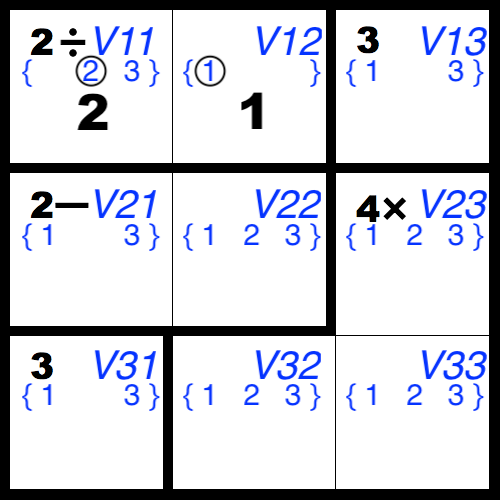 2÷ V11 V12 3 V13
{ 2 3 } { 1 } { 1 3 }
2 1
2− V21 V22 4× V23
{ 1 3 } { 1 2 3 } { 1 2 3 }
3 V31 V32 V33
{ 1 3 } { 1 2 3 } { 1 2 3 }